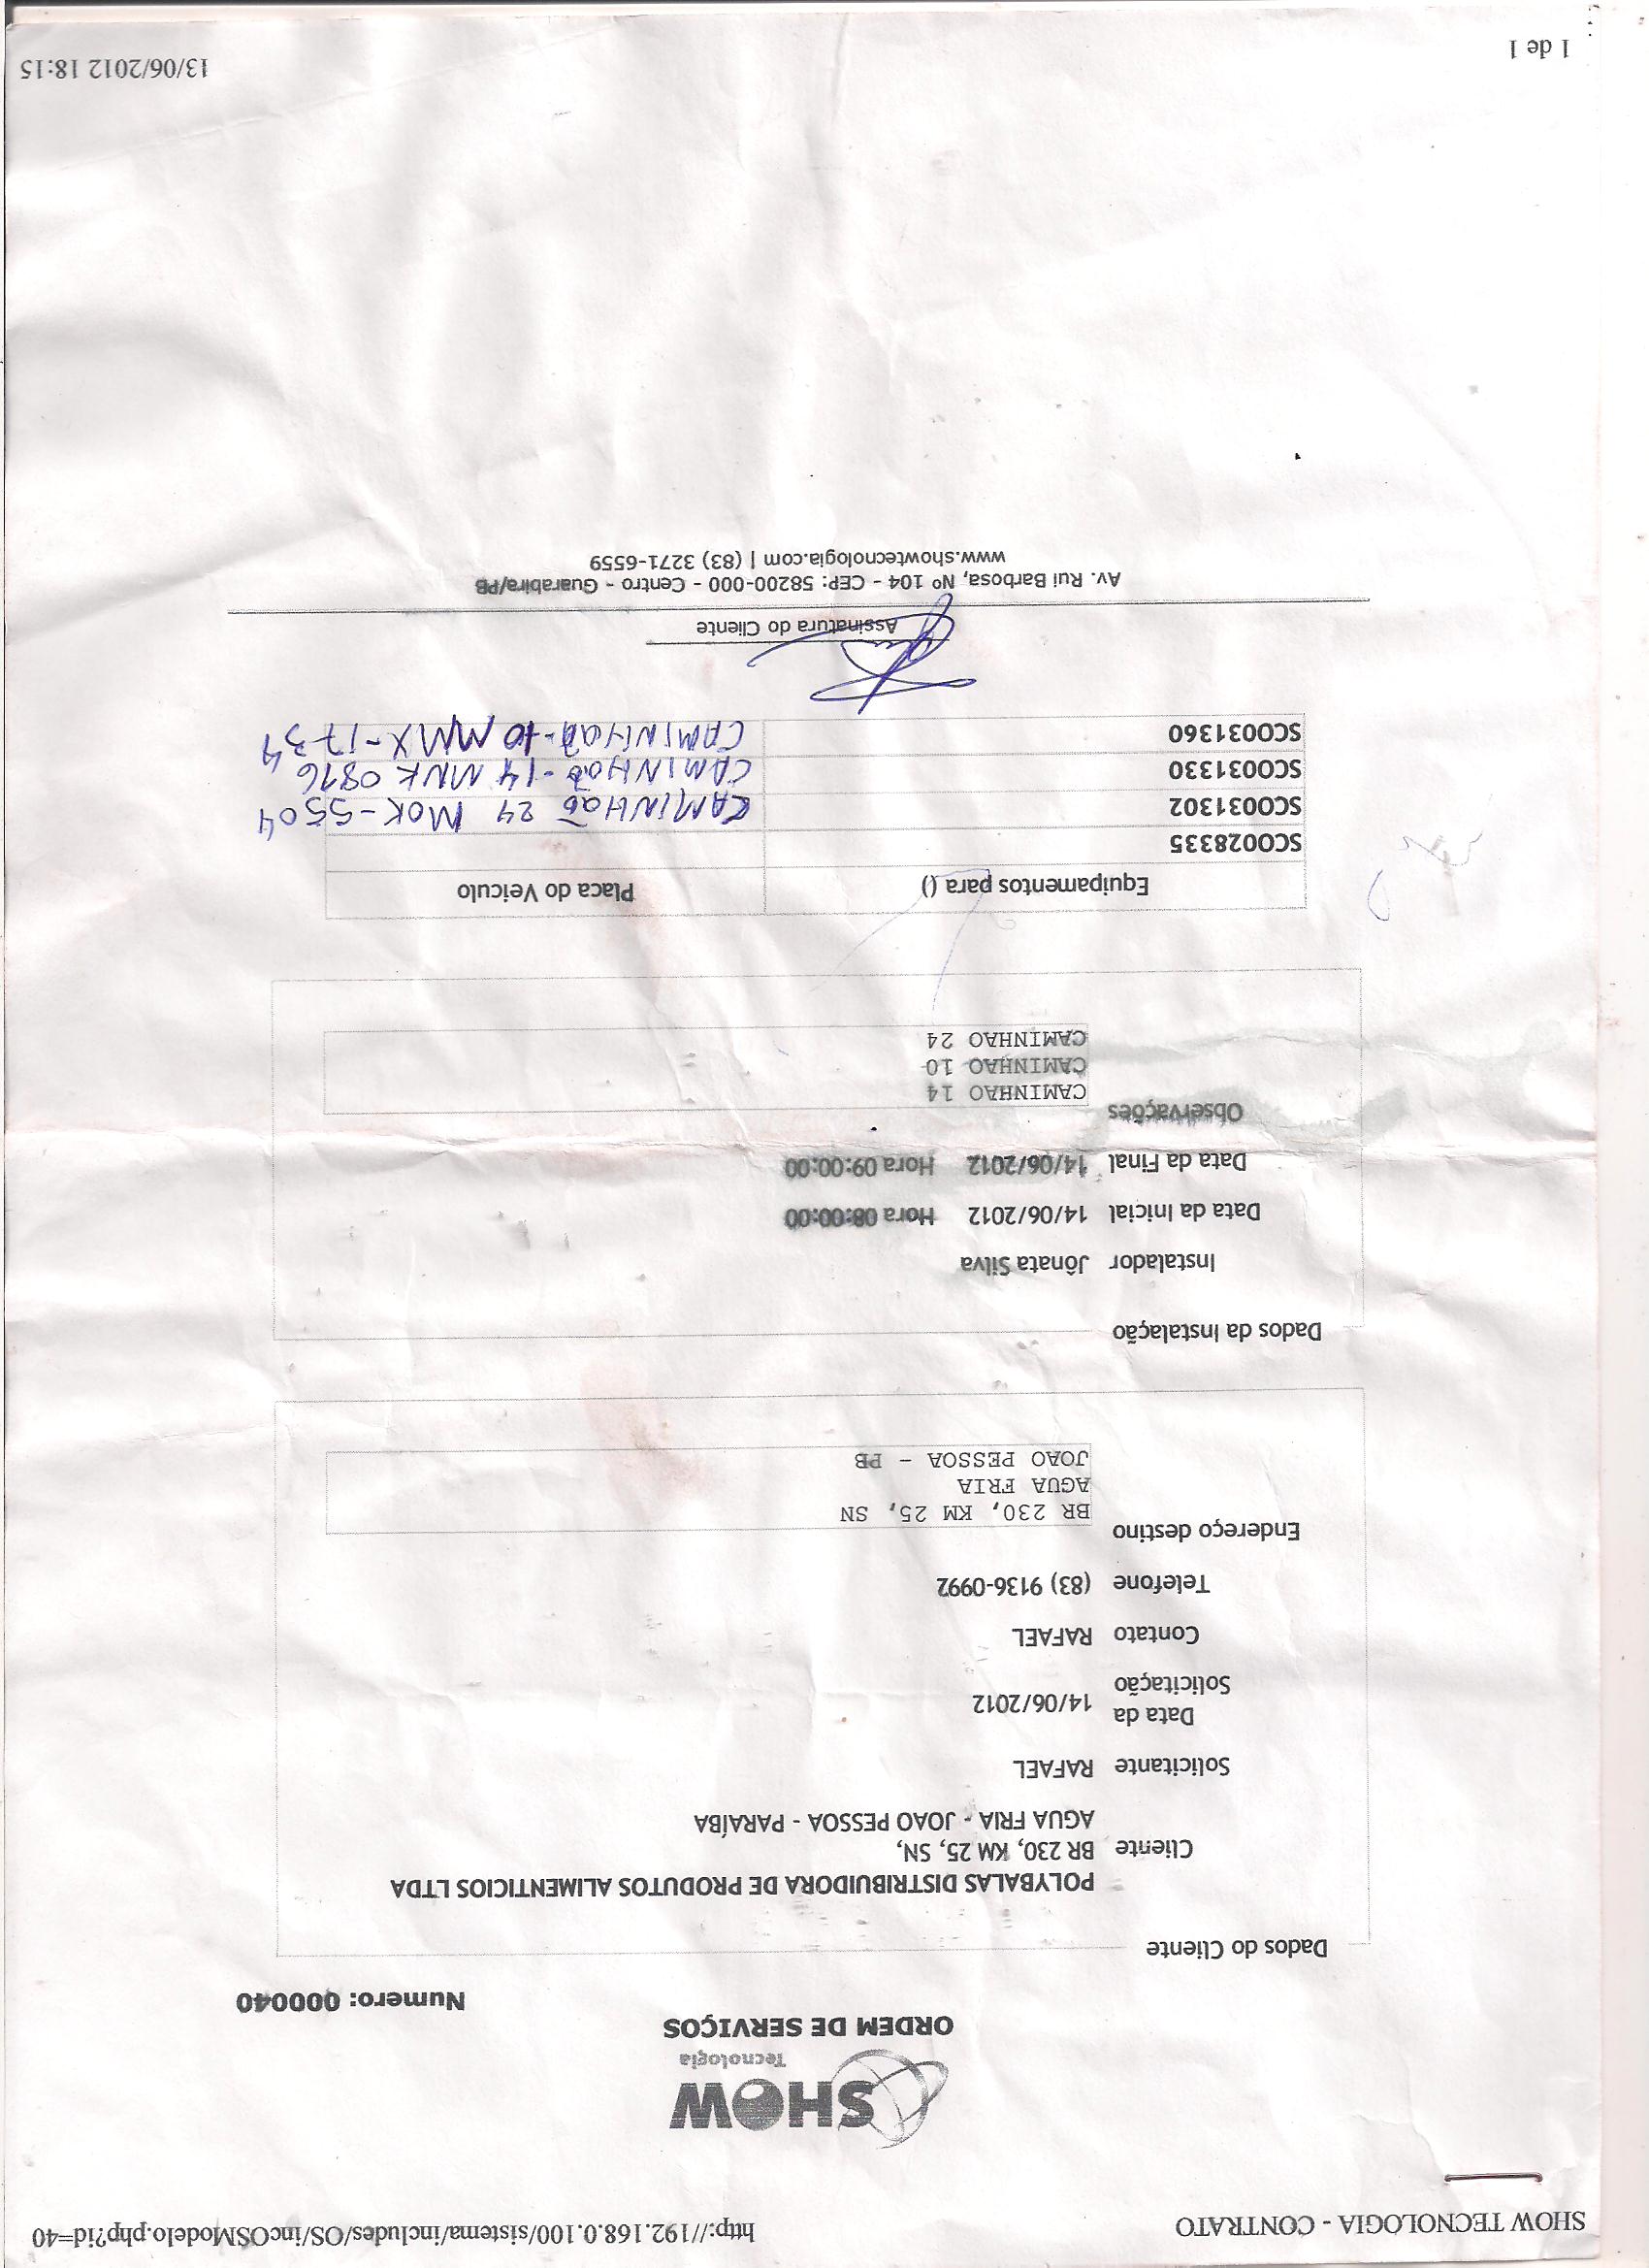 SHOW TECNOLOGIA - CONTRATO http://192.168.0.100/sistema/includes/OS/incOSModelo.php?id=40
SHOW
Tecnologia
ORDEM DE SERVIÇOS
Numero: 000040
Dados do Cliente
POLYBALAS DISTRIBUIDORA DE PRODUTOS ALIMENTICIOS LTDA
Cliente BR 230, KM 25, SN,
AGUA FRIA - JOAO PESSOA - PARAÍBA
Solicitante RAFAEL
Data da Solicitação 14/06/2012
Contato RAFAEL
Telefone (83) 9136-0992
Endereço destino
BR 230, KM 25, SN
AGUA FRIA
JOAO PESSOA - PB
Dados da Instalação
Instalador Jônata Silva
Data da Inicial 14/06/2012 Hora 08:00:00
Data da Final 14/06/2012 Hora 09:00:00
Observações
CAMINHAO 14
CAMINHAO 10
CAMINHAO 24
Equipamentos para () Placa do Veiculo
SCO028335
SCO031302 CAMINHAÕ 24 MOK-5504
SCO031330 CAMINHAÕ-14 MNK 0816
SCO031360 CAMINHAÕ-10 MMX-1734
Assinatura do Cliente
Av. Rui Barbosa, Nº 104 - CEP: 58200-000 - Centro - Guarabira/PB
www.showtecnologia.com | (83) 3271-6559
1 de 1 13/06/2012 18:15